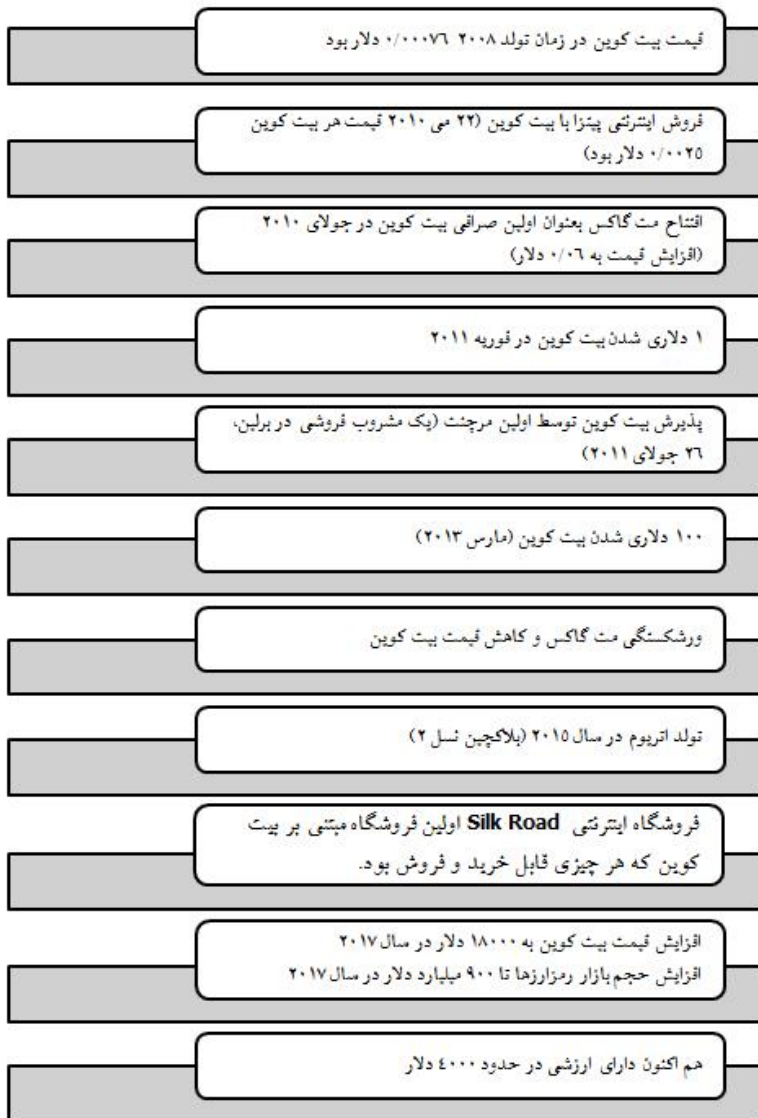 قیمت بیت کوین در زمان تولد ۲۰۰۸ ۰/۰۰۰۷۶ دلار بود
فروش اینترنتی پیتزا با بیت کوین (۲۲ می ۲۰۱۰ قیمت هر بیت کوین
۰/۰۰۲۵ دلار بود)
افتتاح مت گاکس بعنوان اولین صرافی بیت کوین در جولای ۲۰۱۰
(افزایش قیمت به ۰/۰۶ دلار)
۱ دلاری شدن بیت کوین در فوریه ۲۰۱۱
پذیرش بیت کوین توسط اولین مرچنت (یک مشروب فروشی در برلین،
۲۶ جولای ۲۰۱۱)
۱۰۰ دلاری شدن بیت کوین (مارس ۲۰۱۳)
ورشکستگی مت گاکس و کاهش قیمت بیت کوین
تولد اتریوم در سال ۲۰۱۵ (بلاکچین نسل ۲)
فروشگاه اینترنتی Silk Road اولین فروشگاه مبتنی بر بیت
کوین که هر چیزی قابل خرید و فروش بود.
افزایش قیمت بیت کوین به ۱۸۰۰۰ دلار در سال ۲۰۱۷
افزایش حجم بازار رمزارزها تا ۹۰۰ میلیارد دلار در سال ۲۰۱۷
هم اکنون دارای ارزشی در حدود ۴۰۰۰ دلار